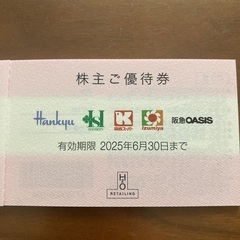 株主ご優待券
Hankyu
izumiya
阪急OASIS
有効期限 2025年6月30日まで
H2O
RETAILING